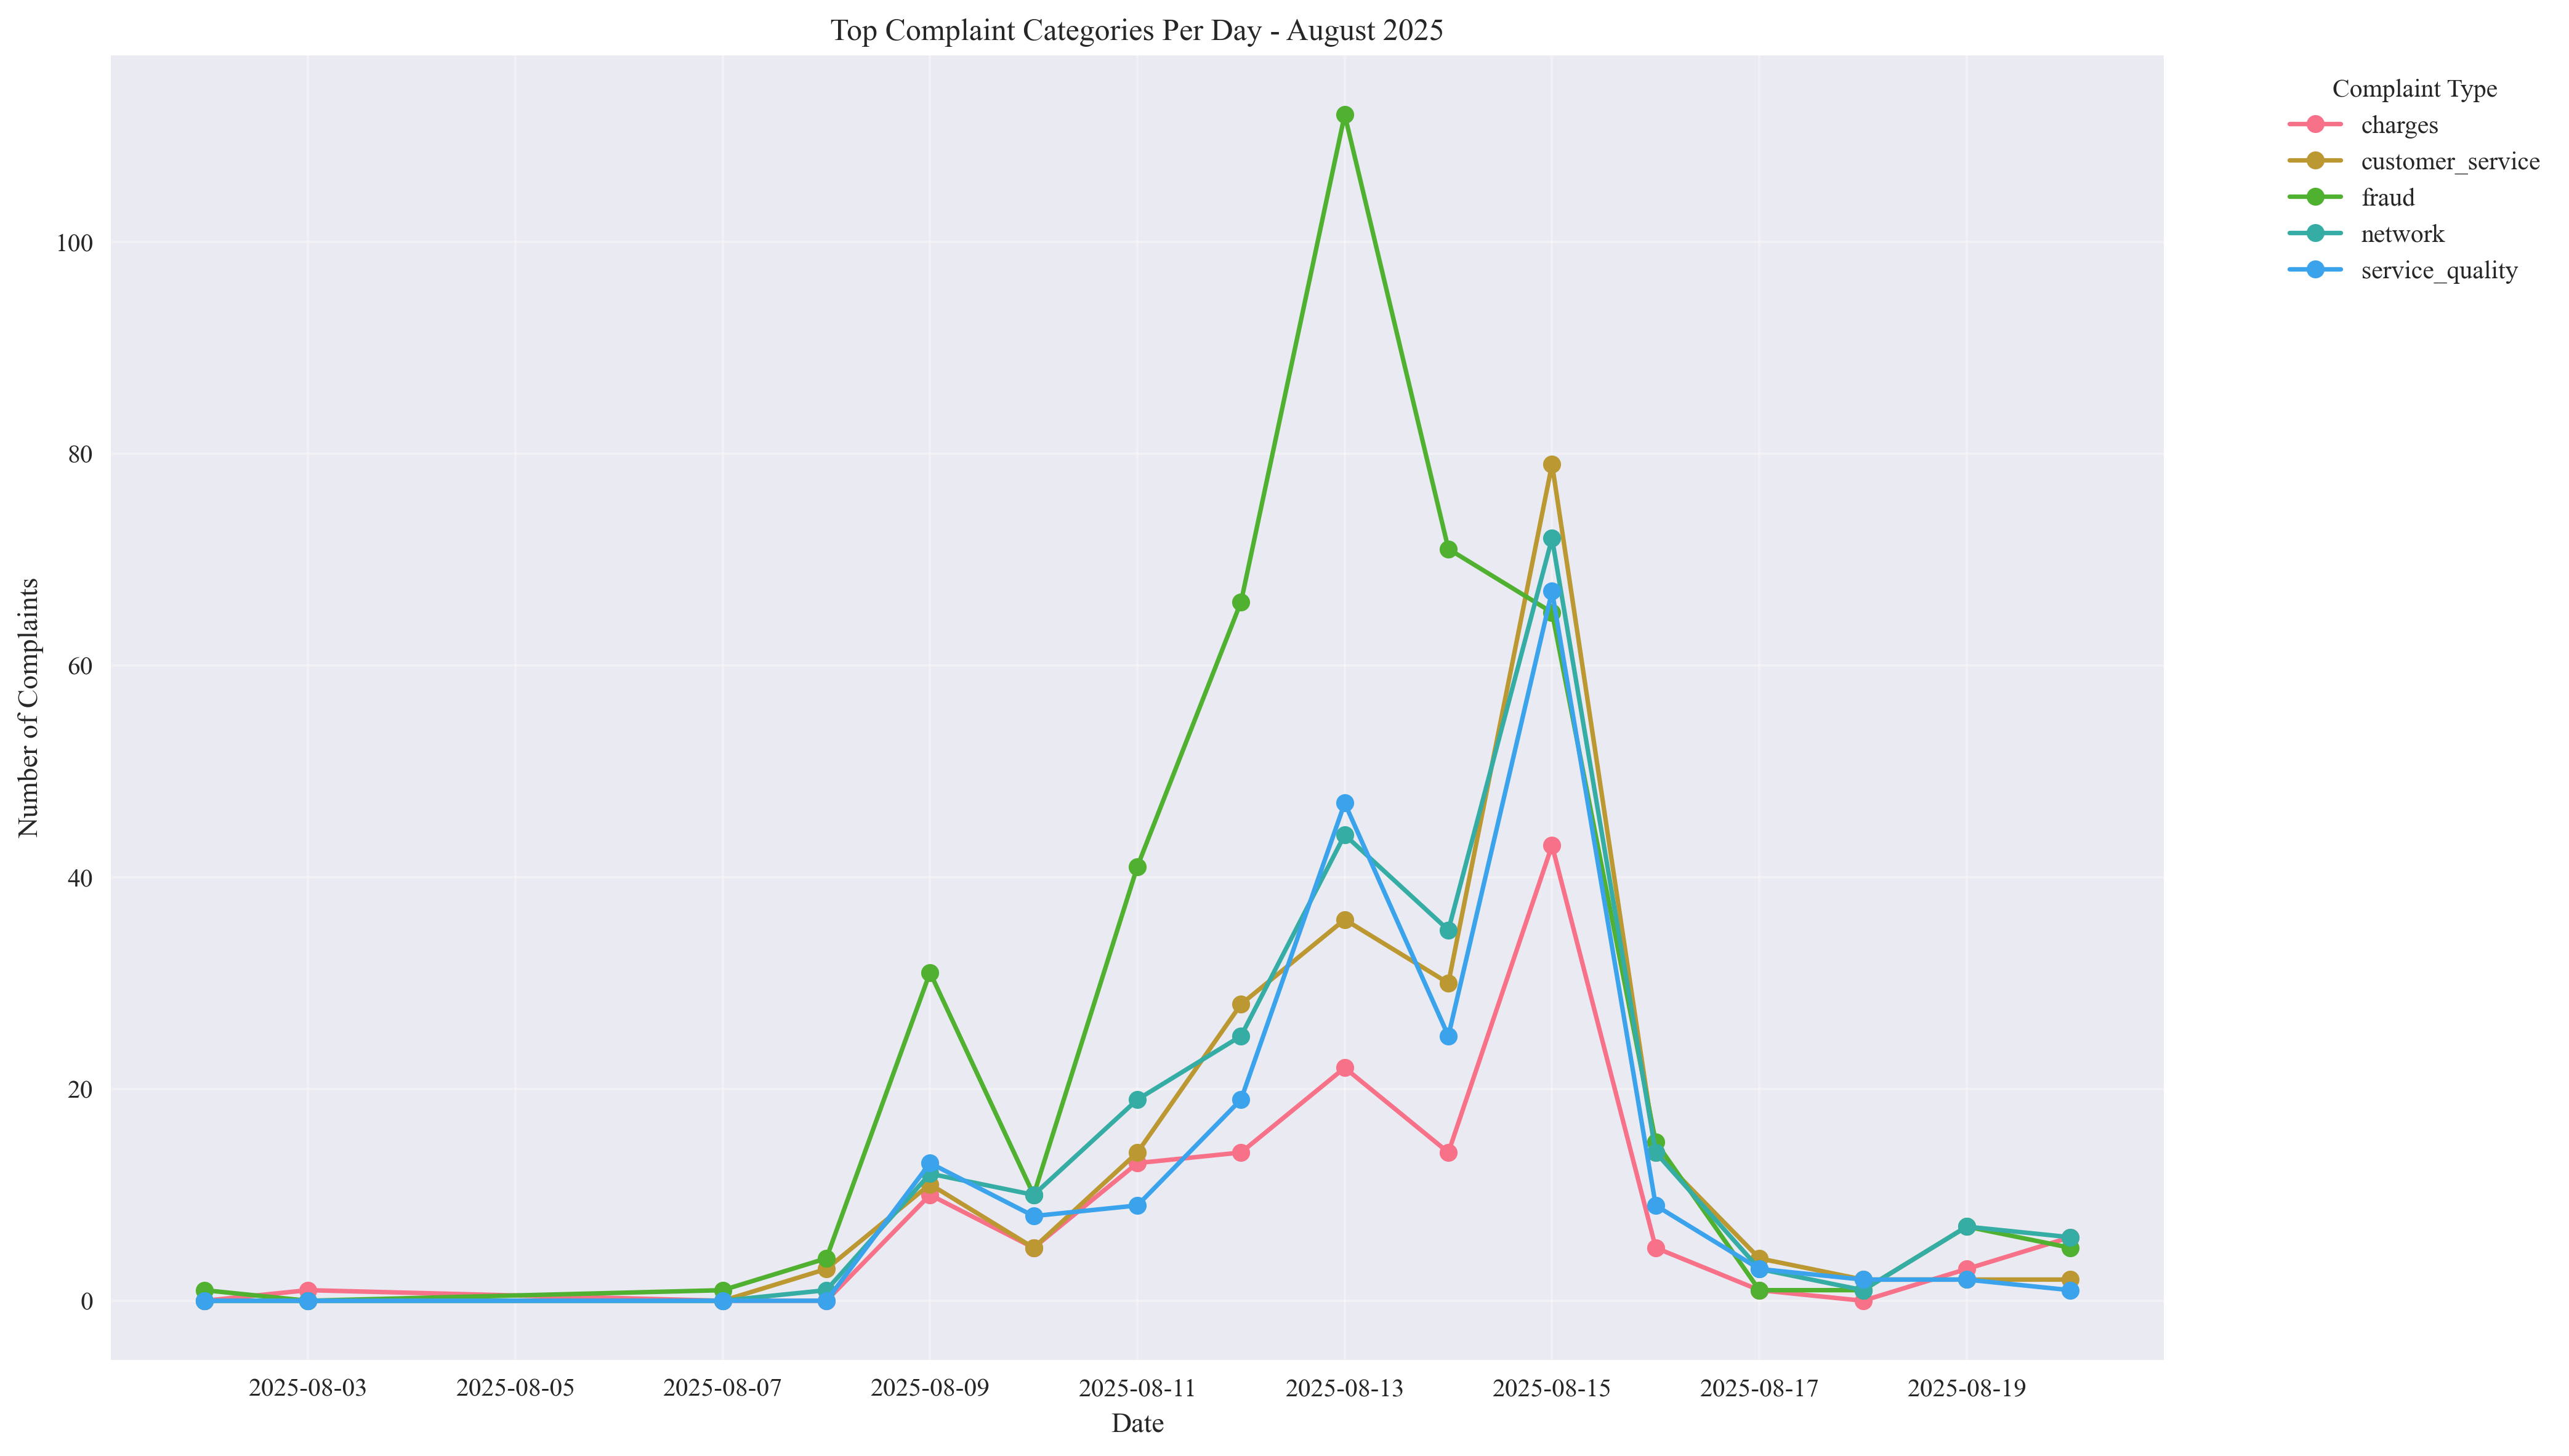 Top Complaint Categories Per Day - August 2025
Complaint Type
charges
customer_service
fraud
network
service_quality
Number of Complaints
100
80
60
40
20
0
2025-08-03
2025-08-05
2025-08-07
2025-08-09
2025-08-11
2025-08-13
2025-08-15
2025-08-17
2025-08-19
Date